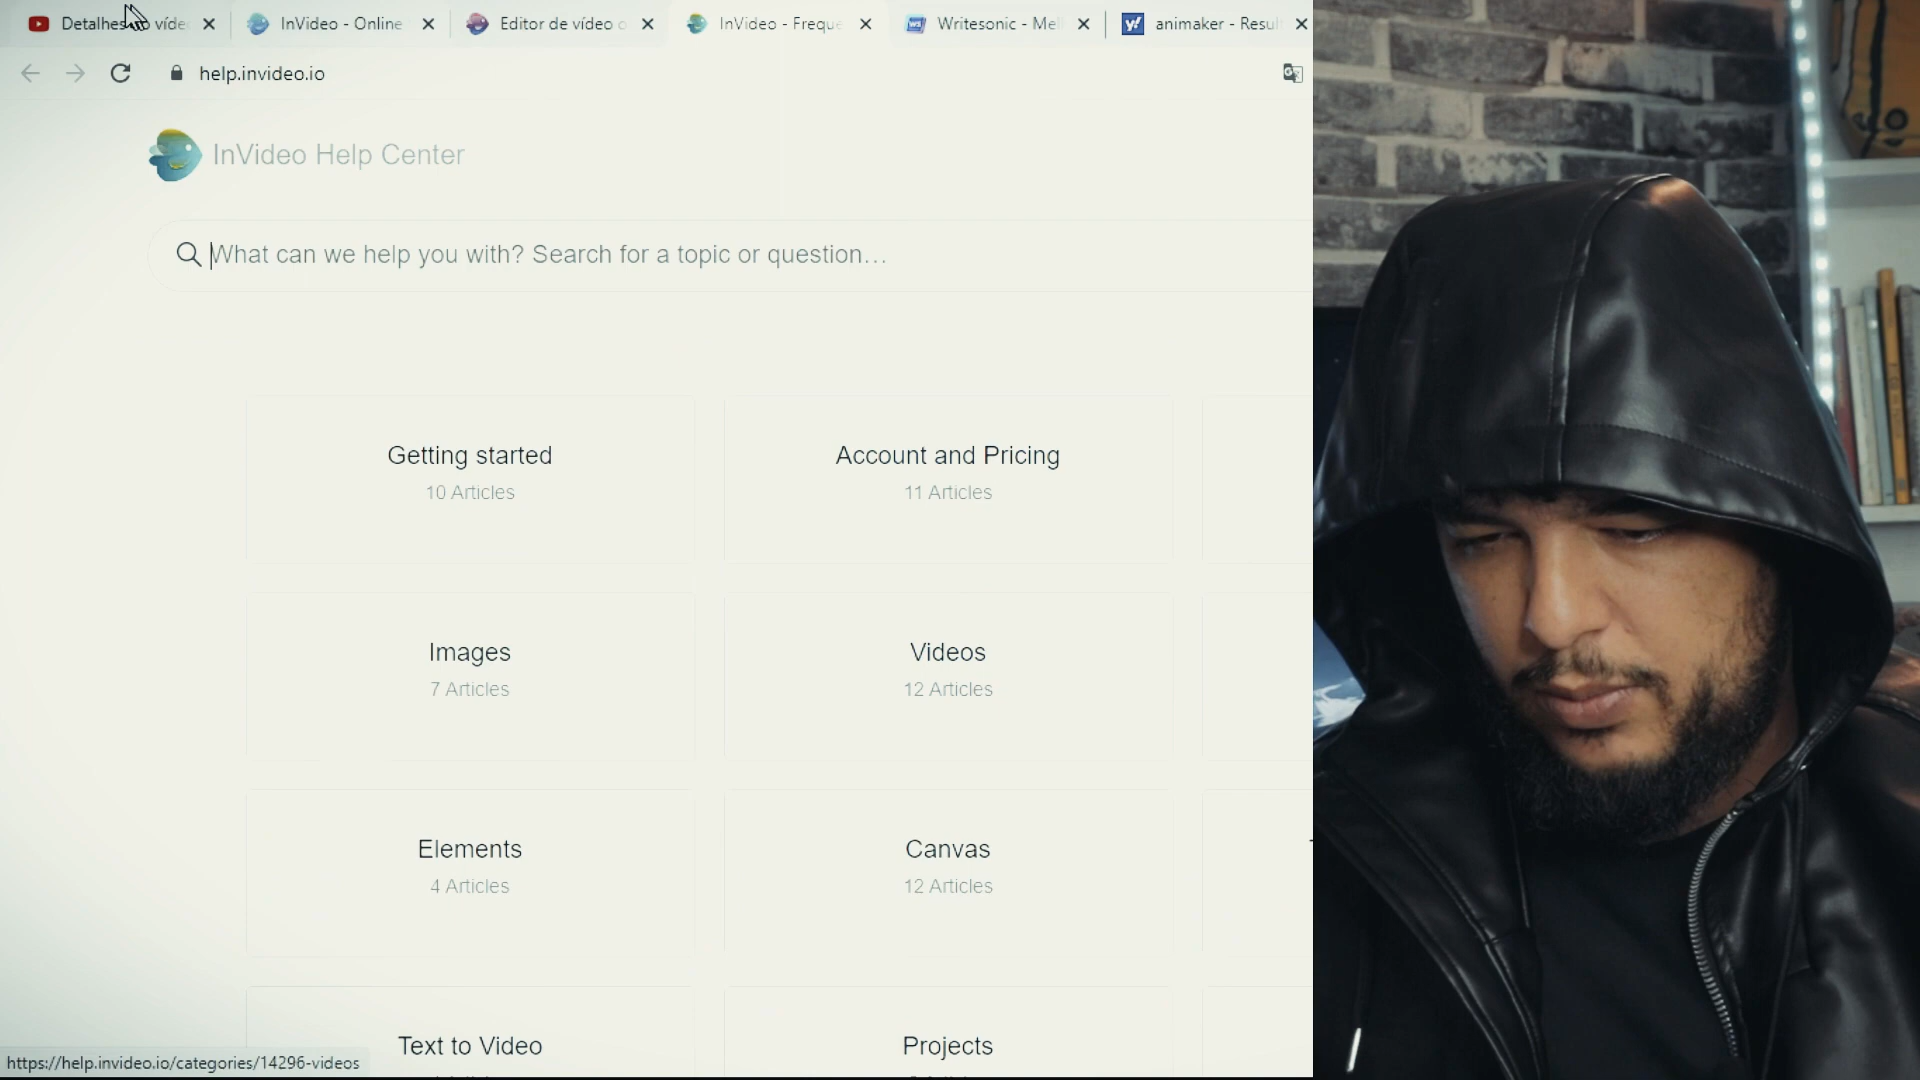 Detalhes do víde
InVideo - Online
Editor de vídeo o
InVideo - Freque
Writesonic - Mel
animaker - Resul
help.invideo.io
InVideo Help Center
What can we help you with? Search for a topic or question...
Getting started
10 Articles
Account and Pricing
11 Articles
Images
7 Articles
Videos
12 Articles
Elements
4 Articles
Canvas
12 Articles
Text to Video
Projects
https://help.invideo.io/categories/14296-videos